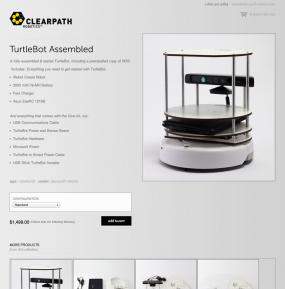 CLEARPATH
ROBOTICS
TurtleBot Assembled
A fully assembled & tested TurtleBot, including a preinstalled copy of ROS
Includes: Everything you need to get started with TurtleBot
iRobot Create Robot
3000 mAh Ni-MH Battery
Fast Charger
Asus EeePC 1215N
And everything that comes with the Core kit, our:
USB Communications Cable
TurtleBot Power and Sensor Board
TurtleBot Hardware
Microsoft Kinect
TurtleBot to Kinect Power Cable
USB Stick TurtleBot Installer
CONFIGURATION
Standard
$1,499.00
add to cart
MORE PRODUCTS